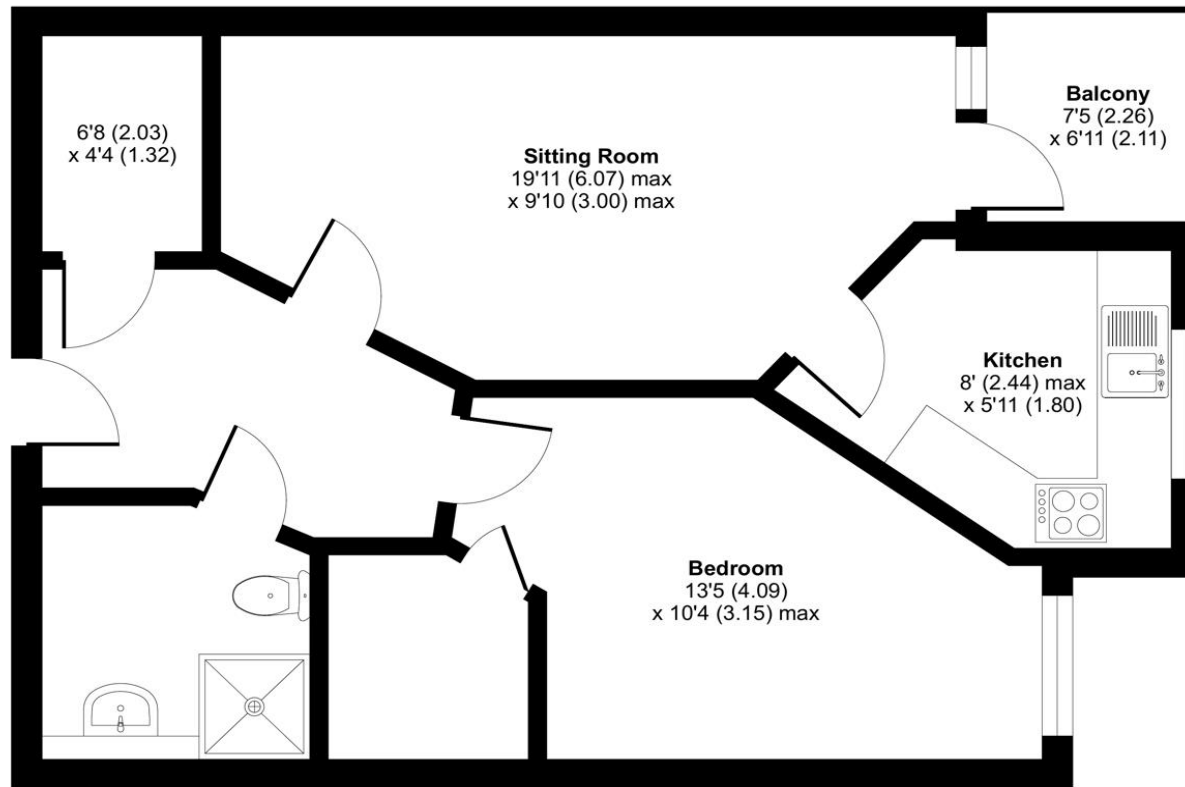 6'8 (2.03)
x 4'4 (1.32)
Sitting Room
19'11 (6.07) max
x 9'10 (3.00) max
Balcony
7'5 (2.26)
x 6'11 (2.11)
Kitchen
8' (2.44) max
x 5'11 (1.80)
Bedroom
13'5 (4.09)
x 10'4 (3.15) max